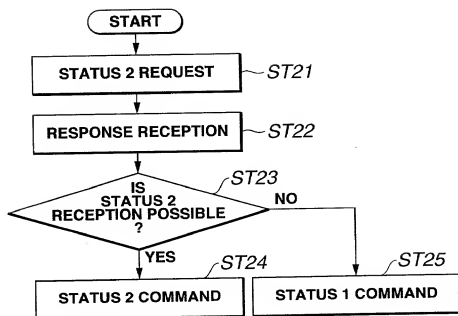 START
STATUS 2 REQUEST
ST21
RESPONSE RECEPTION
ST22
IS
STATUS 2
RECEPTION POSSIBLE
?
ST23
NO
YES
ST24
STATUS 2 COMMAND
ST25
STATUS 1 COMMAND